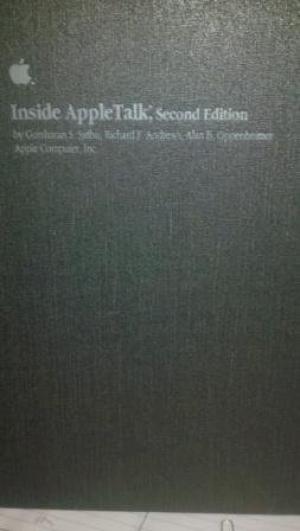 Inside AppleTalk, Second Edition
by Gursharan S. Sidhu, Richard F. Andrews, Alan B. Oppenheimer
Apple Computer, Inc.